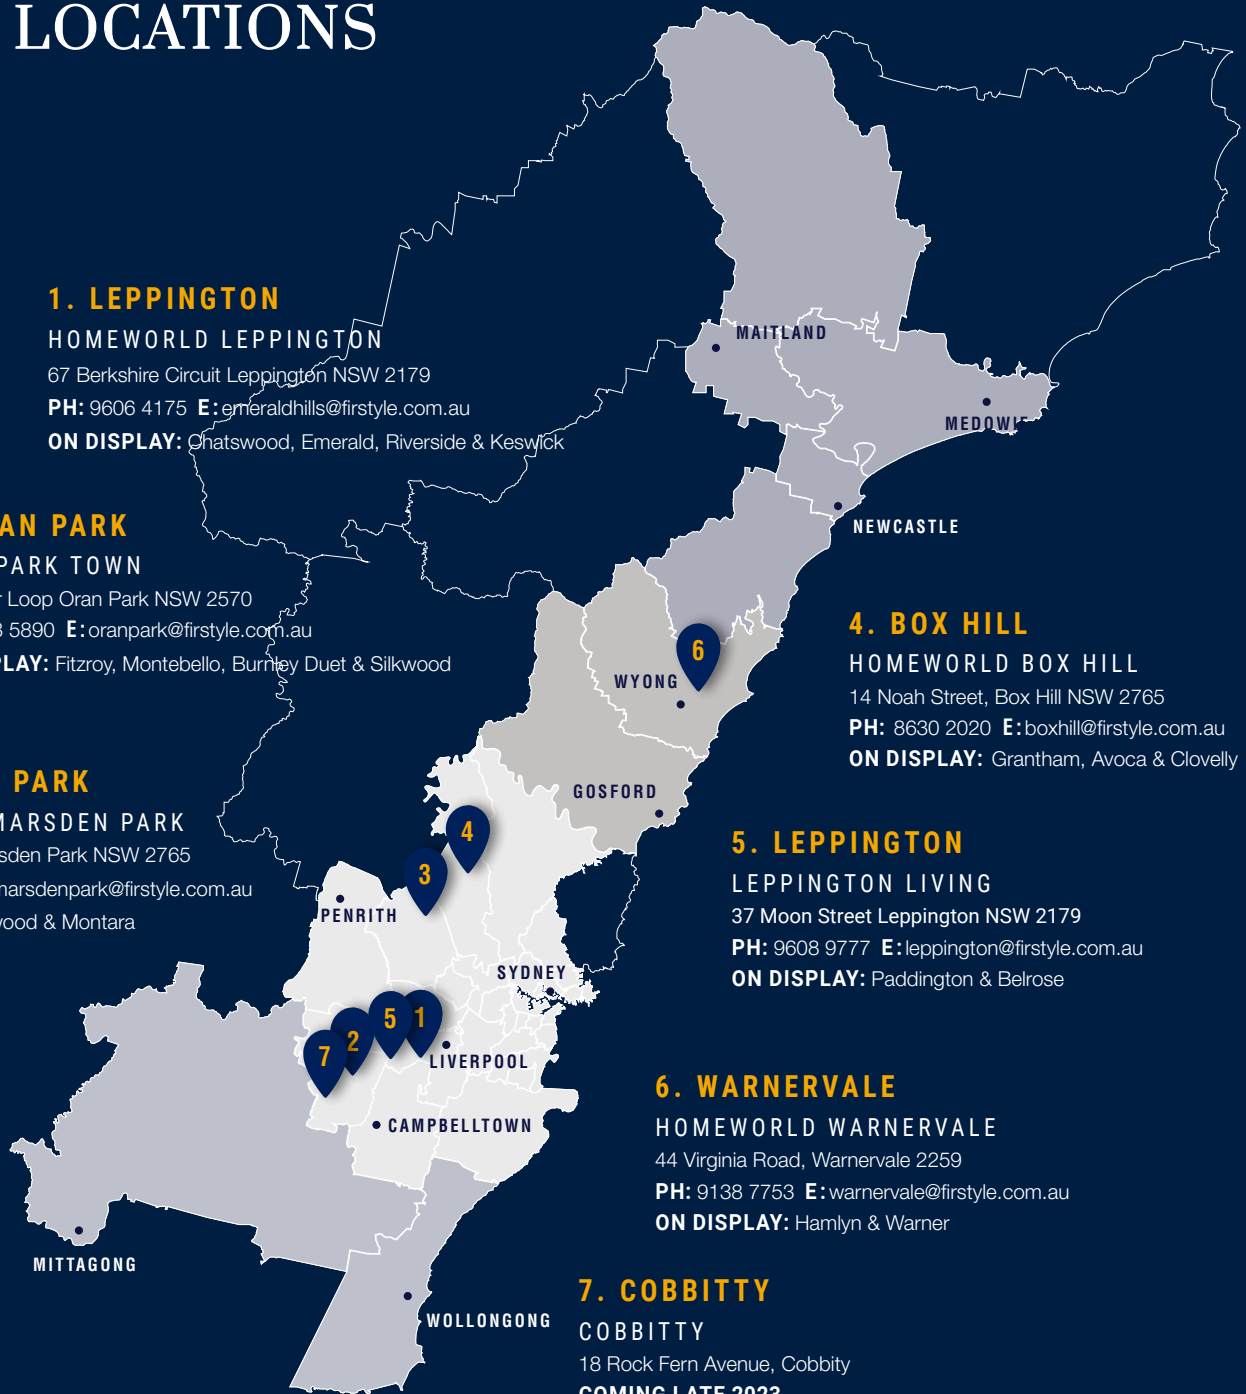 LOCATIONS
1. LEPPINGTON
HOMEWORLD LEPPINGTON
67 Berkshire Circuit Leppington NSW 2179
PH: 9606 4175 E: emeraldhills@firstyle.com.au
ON DISPLAY: Chatswood, Emerald, Riverside & Keswick
AN PARK
PARK TOWN
r Loop Oran Park NSW 2570
5890 E: oranpark@firstyle.com.au
PLAY: Fitzroy, Montebello, Burnley Duet & Silkwood
PARK
MARSDEN PARK
sden Park NSW 2765
marsdenpark@firstyle.com.au
wood & Montara
4. BOX HILL
HOMEWORLD BOX HILL
14 Noah Street, Box Hill NSW 2765
PH: 8630 2020 E: boxhill@firstyle.com.au
ON DISPLAY: Grantham, Avoca & Clovelly
5. LEPPINGTON
LEPPINGTON LIVING
37 Moon Street Leppington NSW 2179
PH: 9608 9777 E: leppington@firstyle.com.au
ON DISPLAY: Paddington & Belrose
6. WARNERVALE
HOMEWORLD WARNERVALE
44 Virginia Road, Warnervale 2259
PH: 9138 7753 E: warnervale@firstyle.com.au
ON DISPLAY: Hamlyn & Warner
7. COBBITTY
COBBITTY
18 Rock Fern Avenue, Cobbity
COMING LATE 2023
MAITLAND
MEDOWIE
NEWCASTLE
6
WYONG
GOSFORD
4
3
PENRITH
SYDNEY
5
1
2
7
LIVERPOOL
CAMPBELLTOWN
MITTAGONG
WOLLONGONG